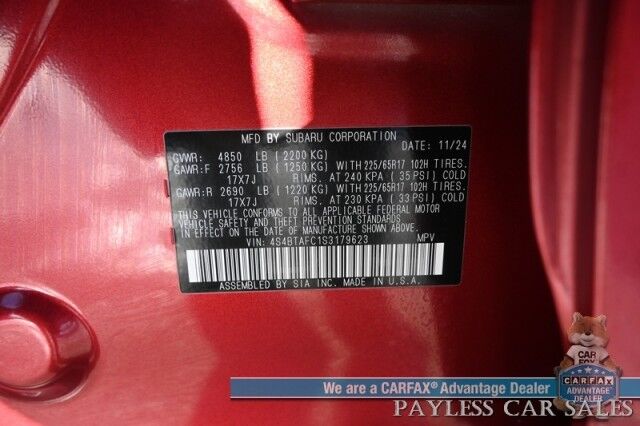 MFD BY SUBARU CORPORATION DATE: 11/24
GVWR: 4850 LB (2200 KG)
GAWR:F 2756 LB (1250 KG) WITH 225/65R17 102H TIRES.
17X7J RIMS. AT 240 KPA (35 PSI) COLD
GAWR:R 2690 LB (1220 KG) WITH 225/65R17 102H TIRES.
17X7J RIMS. AT 230 KPA (33 PSI) COLD
THIS VEHICLE CONFORMS TO ALL APPLICABLE FEDERAL MOTOR
VEHICLE SAFETY AND THEFT PREVENTION STANDARDS
IN EFFECT ON THE DATE OF MANUFACTURE SHOWN ABOVE.
VIN: 4S4BTAFC1S3179623 MPV
ASSEMBLED BY SIA INC. MADE IN U.S.A.
CAR
FOX
We are a CARFAX® Advantage Dealer
CARFAX
ADVANTAGE
DEALER
PAYLESS CAR SALES